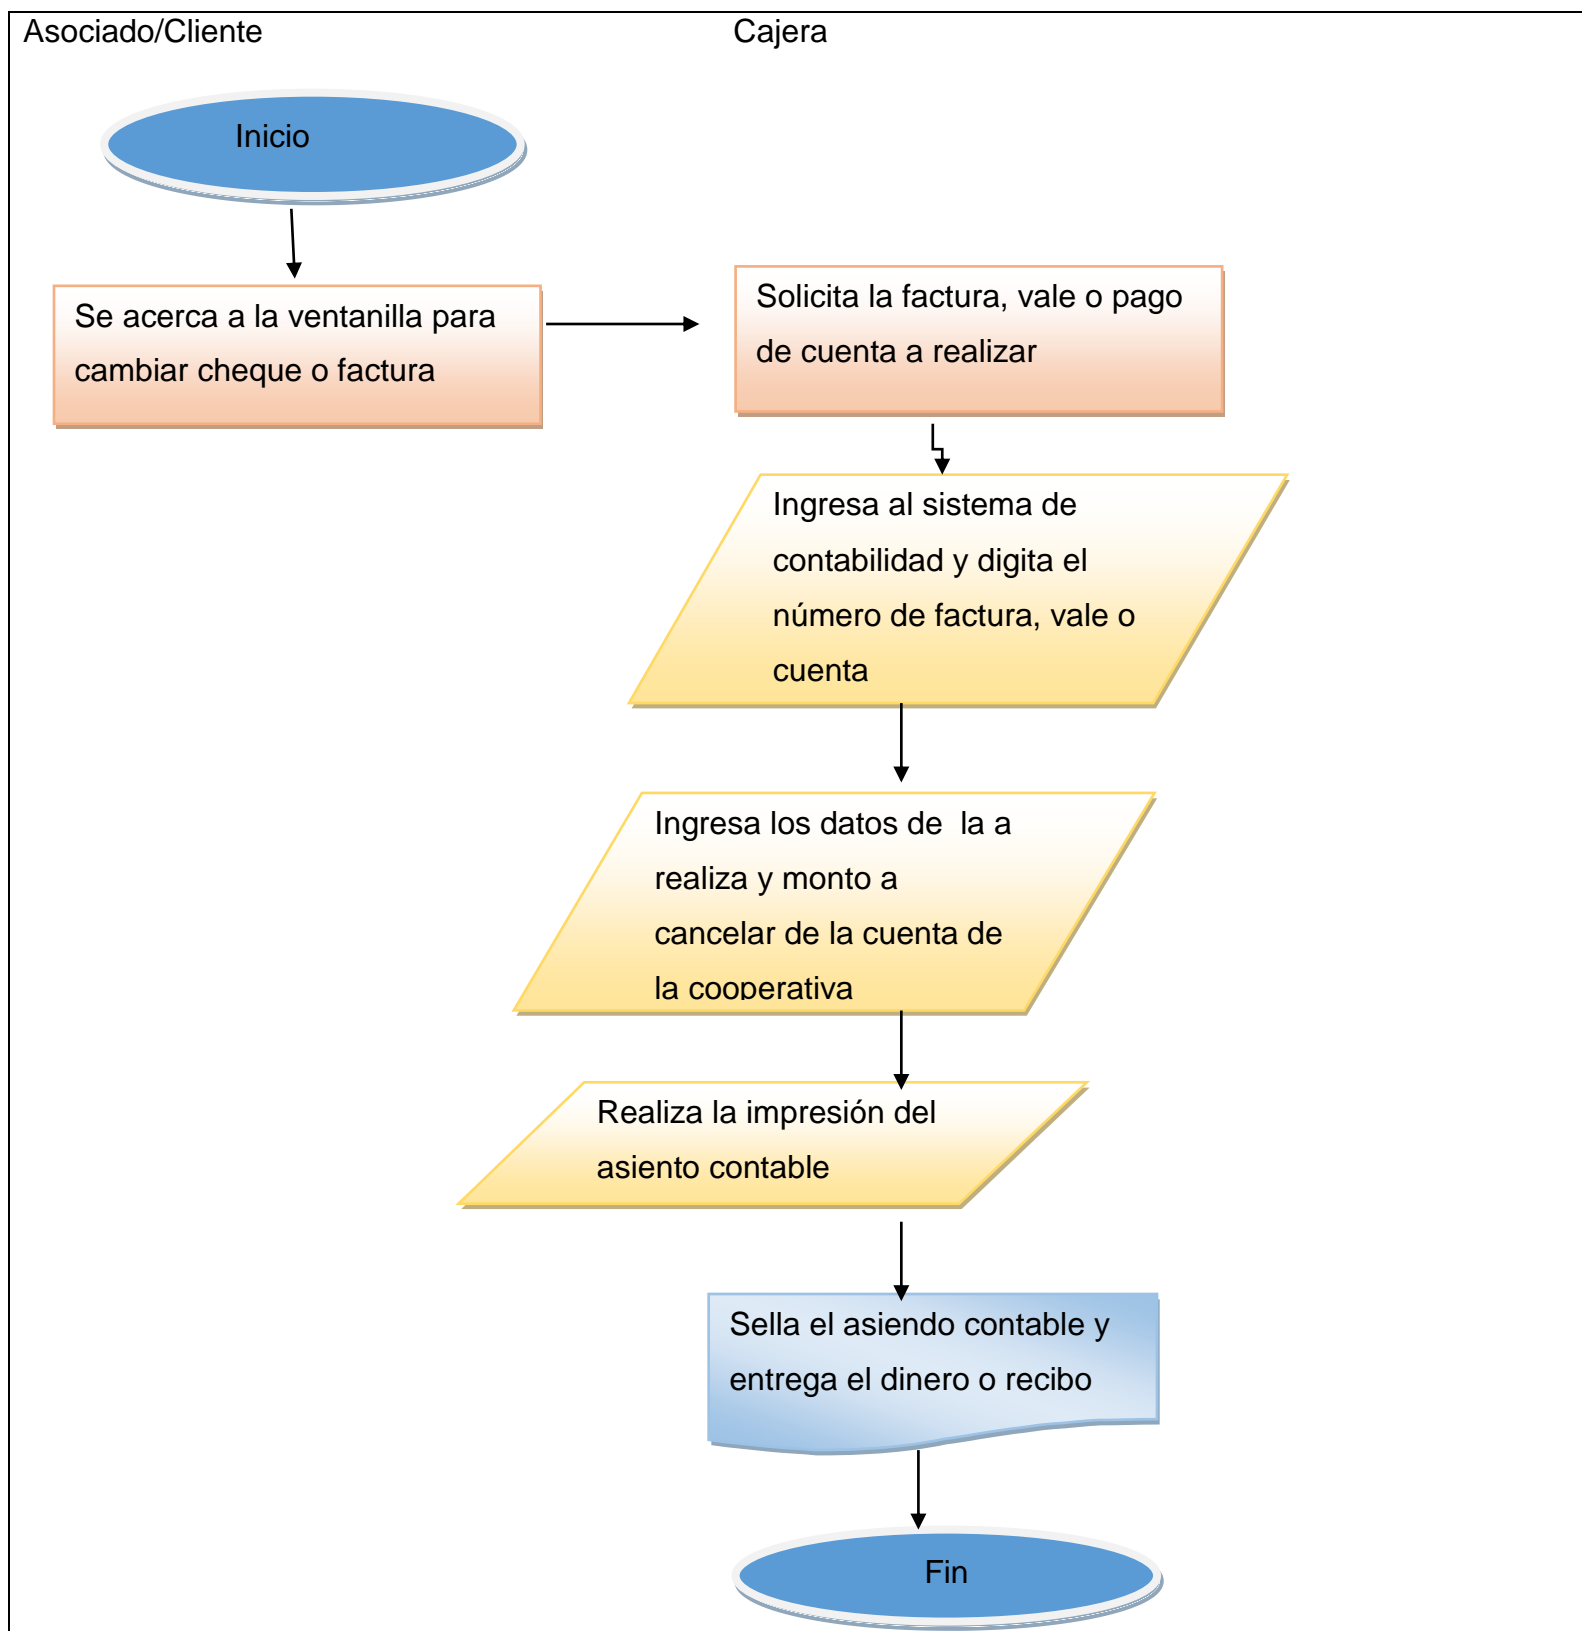 Asociado/Cliente
Cajera
Inicio
Se acerca a la ventanilla para
cambiar cheque o factura
Solicita la factura, vale o pago
de cuenta a realizar
Ingresa al sistema de
contabilidad y digita el
número de factura, vale o
cuenta
Ingresa los datos de  la a
realiza y monto a
cancelar de la cuenta de
la cooperativa
Realiza la impresión del
asiento contable
Sella el asiendo contable y
entrega el dinero o recibo
Fin